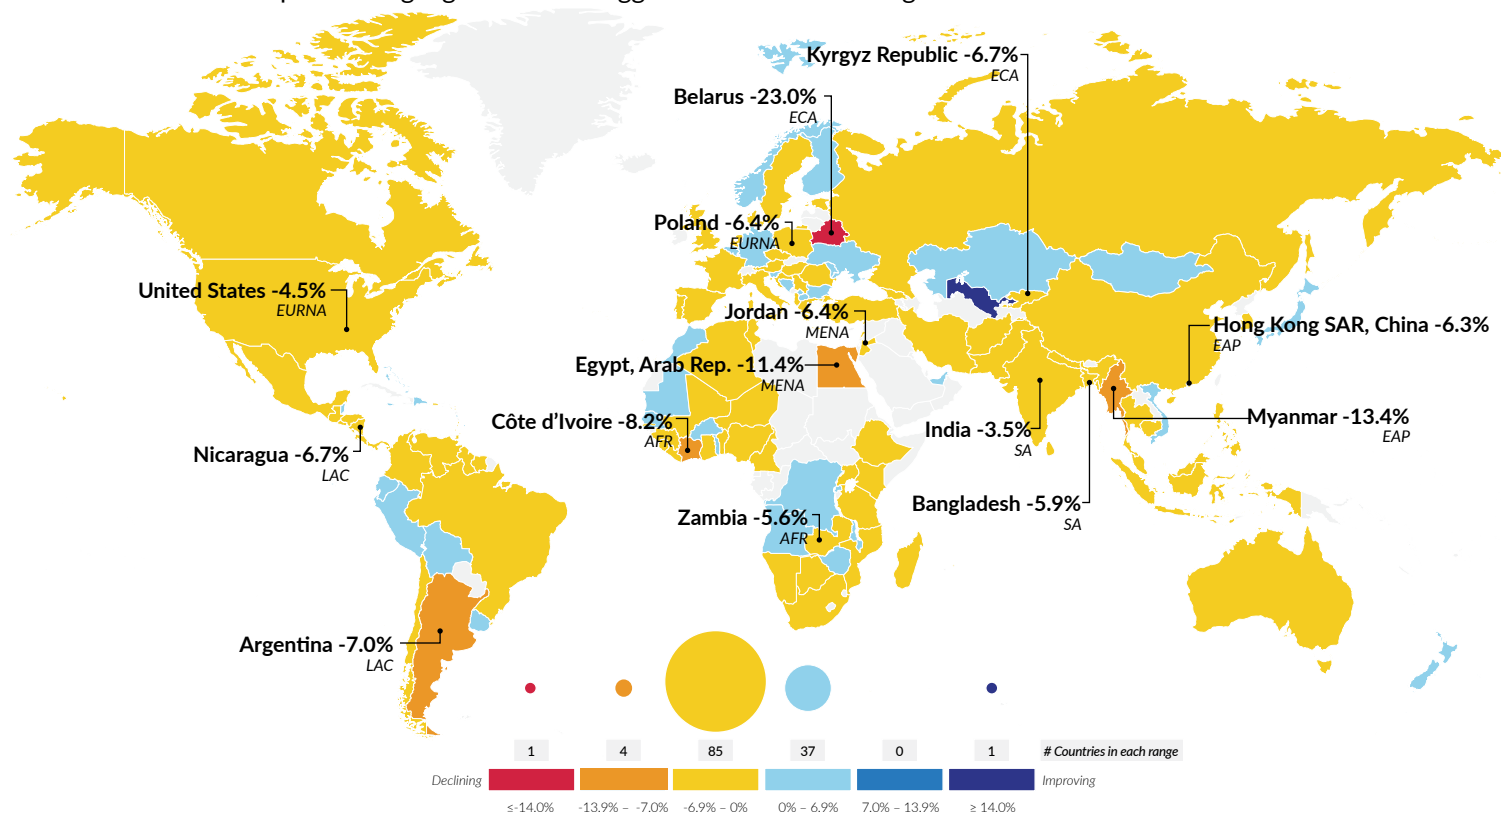 Kyrgyz Republic -6.7%
ECA
Belarus -23.0%
ECA
Poland -6.4%
EURNA
United States -4.5%
EURNA
Jordan -6.4%
MENA
Hong Kong SAR, China -6.3%
EAP
Egypt, Arab Rep. -11.4%
MENA
Côte d'Ivoire -8.2%
AFR
India -3.5%
SA
Myanmar -13.4%
EAP
Nicaragua -6.7%
LAC
Bangladesh -5.9%
SA
Zambia -5.6%
AFR
Argentina -7.0%
LAC
1 4 85 37 0 1 # Countries in each range
Declining Improving
≤-14.0% -13.9% – -7.0% -6.9% – 0% 0% – 6.9% 7.0% – 13.9% ≥ 14.0%